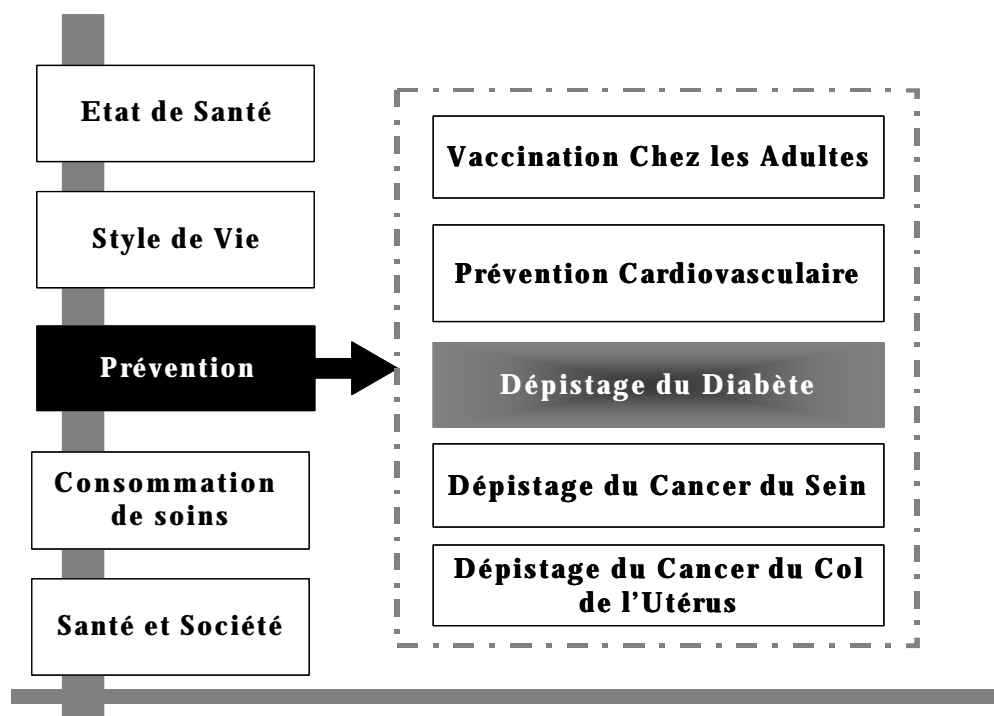 Etat de Santé
Style de Vie
Prévention
Consommation
de soins
Santé et Société
Vaccination Chez les Adultes
Prévention Cardiovasculaire
Dépistage du Diabète
Dépistage du Cancer du Sein
Dépistage du Cancer du Col
de l’Utérus